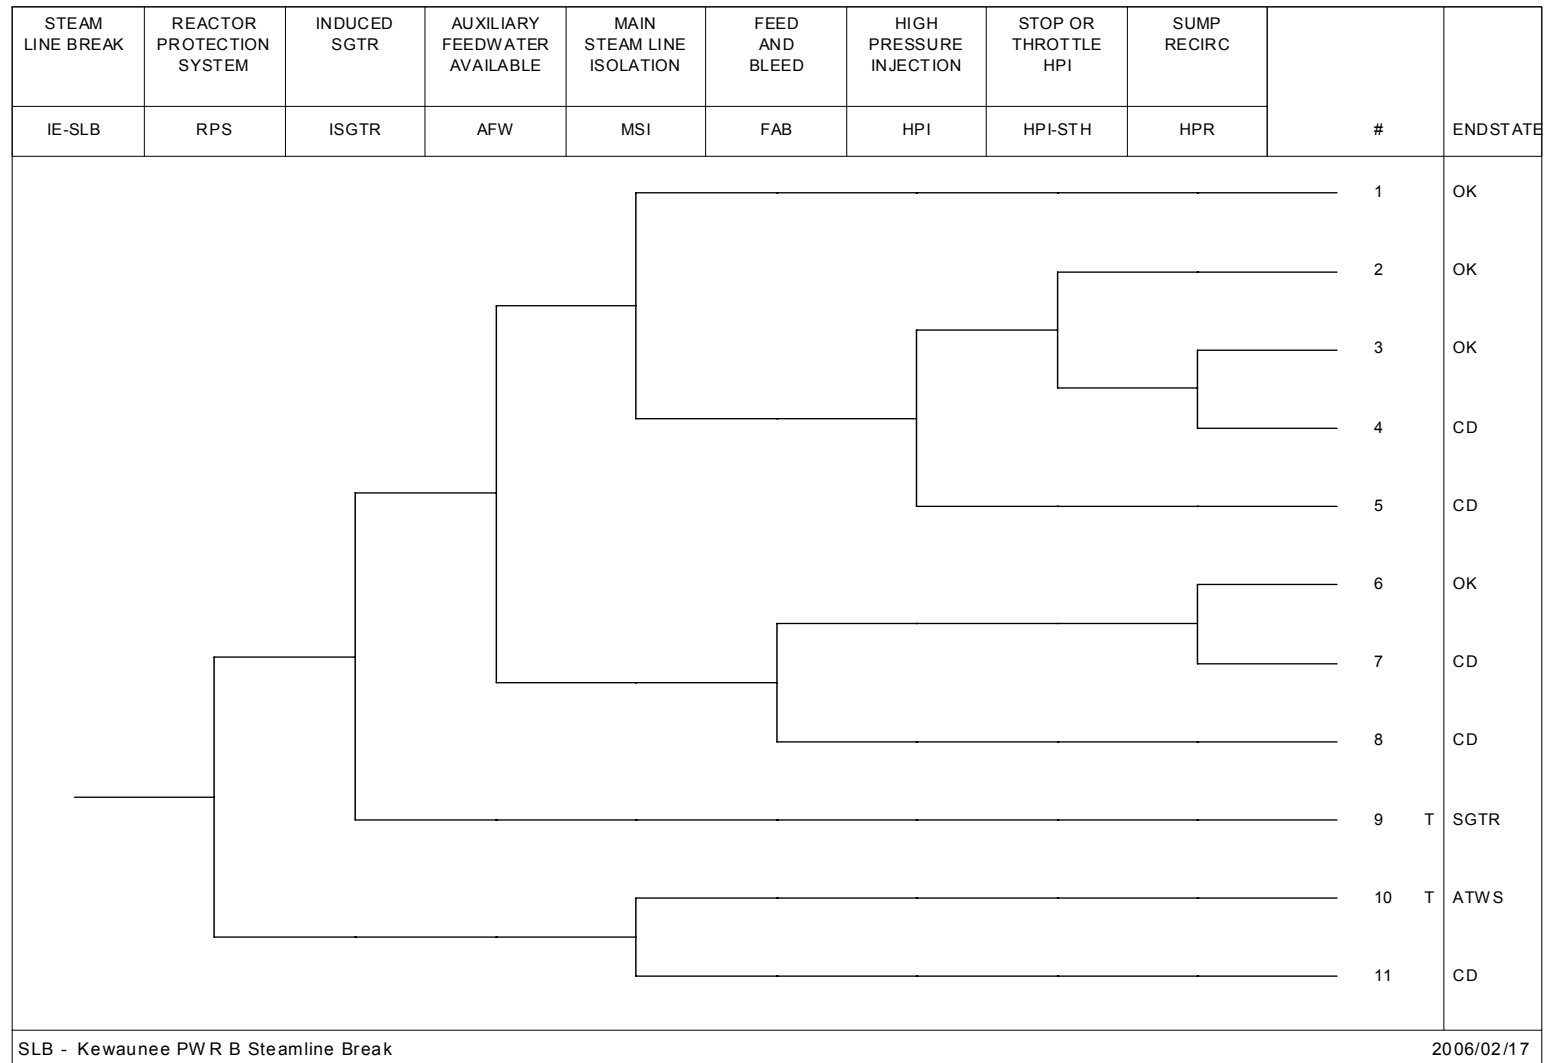 STEAM LINE BREAK
REACTOR PROTECTION SYSTEM
INDUCED SGTR
AUXILIARY FEEDWATER AVAILABLE
MAIN STEAM LINE ISOLATION
FEED AND BLEED
HIGH PRESSURE INJECTION
STOP OR THROTTLE HPI
SUMP RECIRC
IE-SLB RPS ISGTR AFW MSI FAB HPI HPI-STH HPR # ENDSTATE
1 OK
2 OK
3 OK
4 CD
5 CD
6 OK
7 CD
8 CD
9 T SGTR
10 T ATWS
11 CD
SLB - Kewaunee PWR B Steamline Break 2006/02/17